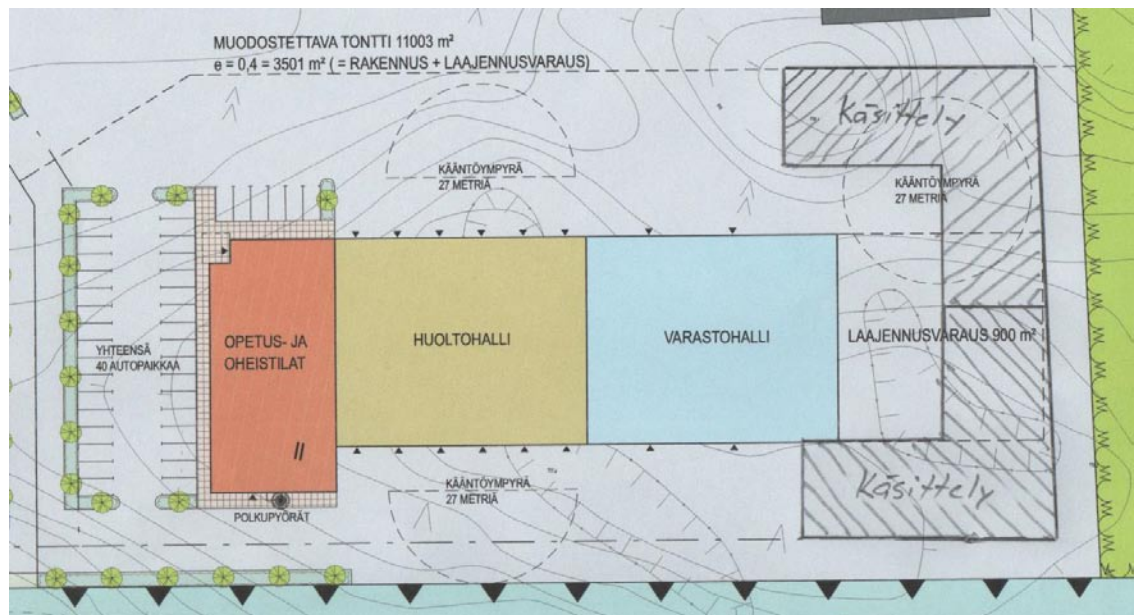 MUODOSTETTAVA TONTTI 11003 m²
e = 0,4 = 3501 m² ( = RAKENNUS + LAAJENNUSVARAUS)
Käsittely
KÄÄNTÖYMPYRÄ
27 METRIÄ
KÄÄNTÖYMPYRÄ
27 METRIÄ
OPETUS- JA
OHEISTILAT
HUOLTOHALLI
VARASTOHALLI
LAAJENNUSVARAUS 900 m²
YHTEENSÄ
40 AUTOPAIKKAA
II
KÄÄNTÖYMPYRÄ
27 METRIÄ
Käsittely
POLKUPYÖRÄT